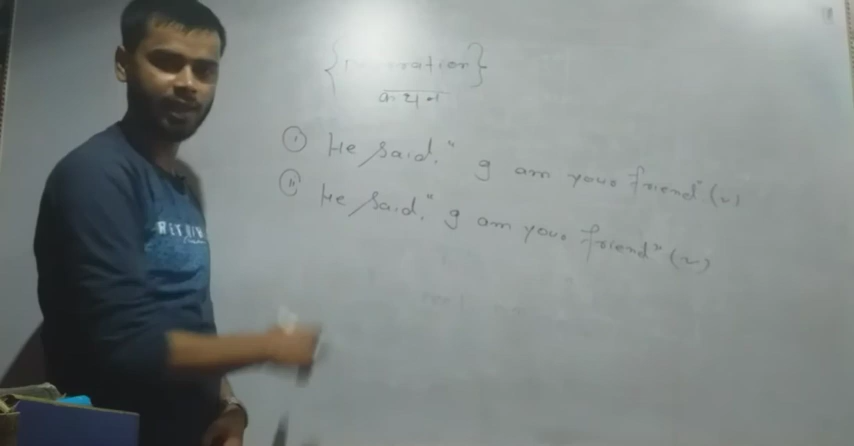 {Narration}
कथन
(i) He said," I am your friend".
(ii) He said," I am your friend"